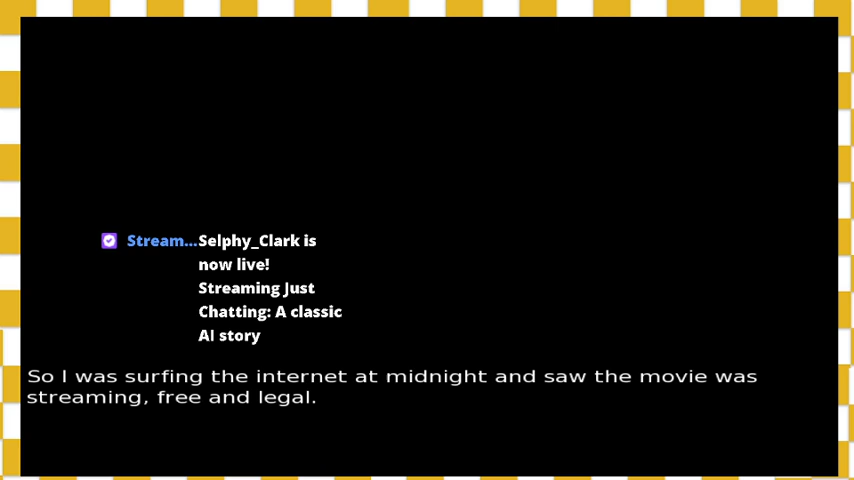 Stream...Selphy_Clark is
now live!
Streaming Just
Chatting: A classic
AI story
So I was surfing the internet at midnight and saw the movie was
streaming, free and legal.